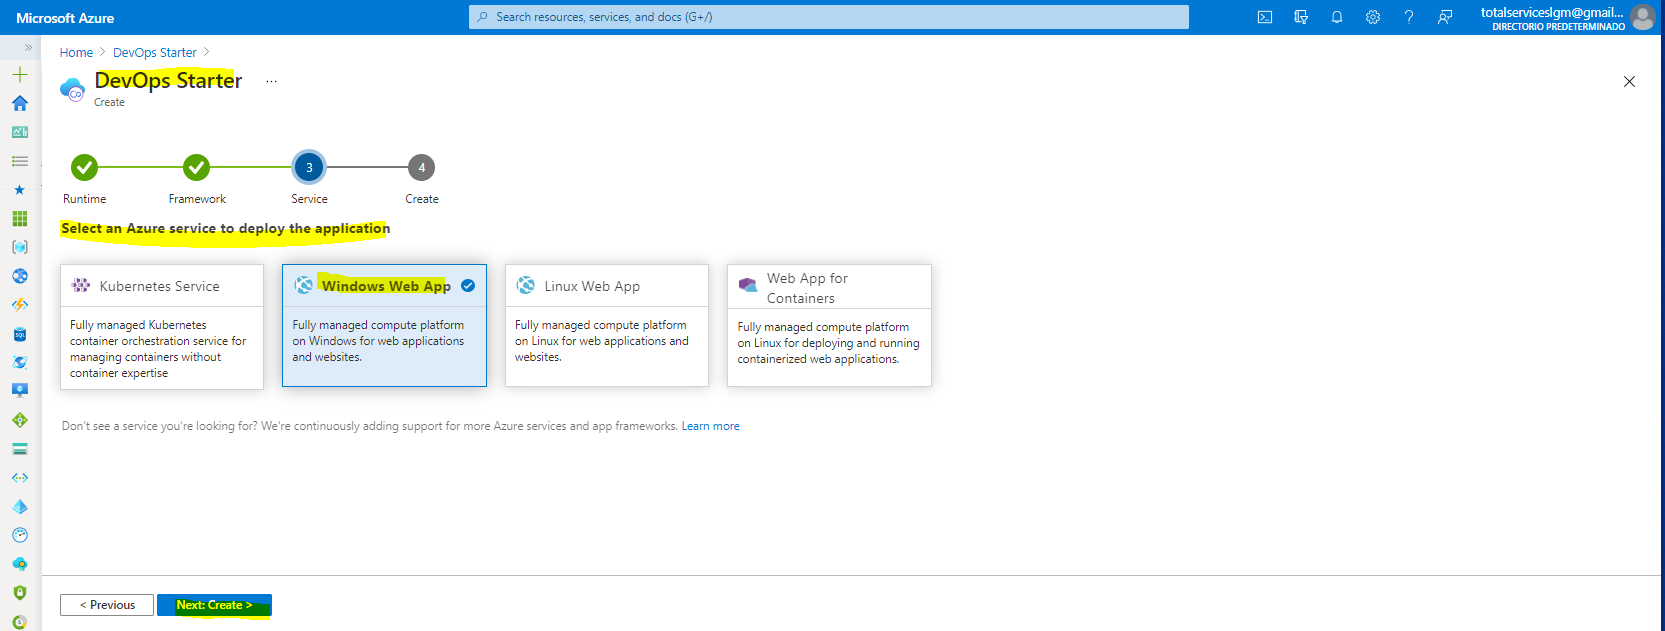 Microsoft Azure
Search resources, services, and docs (G+/)
totalserviceslgm@gmail...
DIRECTORIO PREDETERMINADO
Home > DevOps Starter >
DevOps Starter ...
Create
3
4
Runtime
Framework
Service
Create
Select an Azure service to deploy the application
Kubernetes Service
Fully managed Kubernetes
container orchestration service for
managing containers without
container expertise
Windows Web App
Fully managed compute platform
on Windows for web applications
and websites.
Linux Web App
Fully managed compute platform
on Linux for web applications and
websites.
Web App for
Containers
Fully managed compute platform
on Linux for deploying and running
containerized web applications.
Don't see a service you're looking for? We're continuously adding support for more Azure services and app frameworks. Learn more
< Previous
Next: Create >